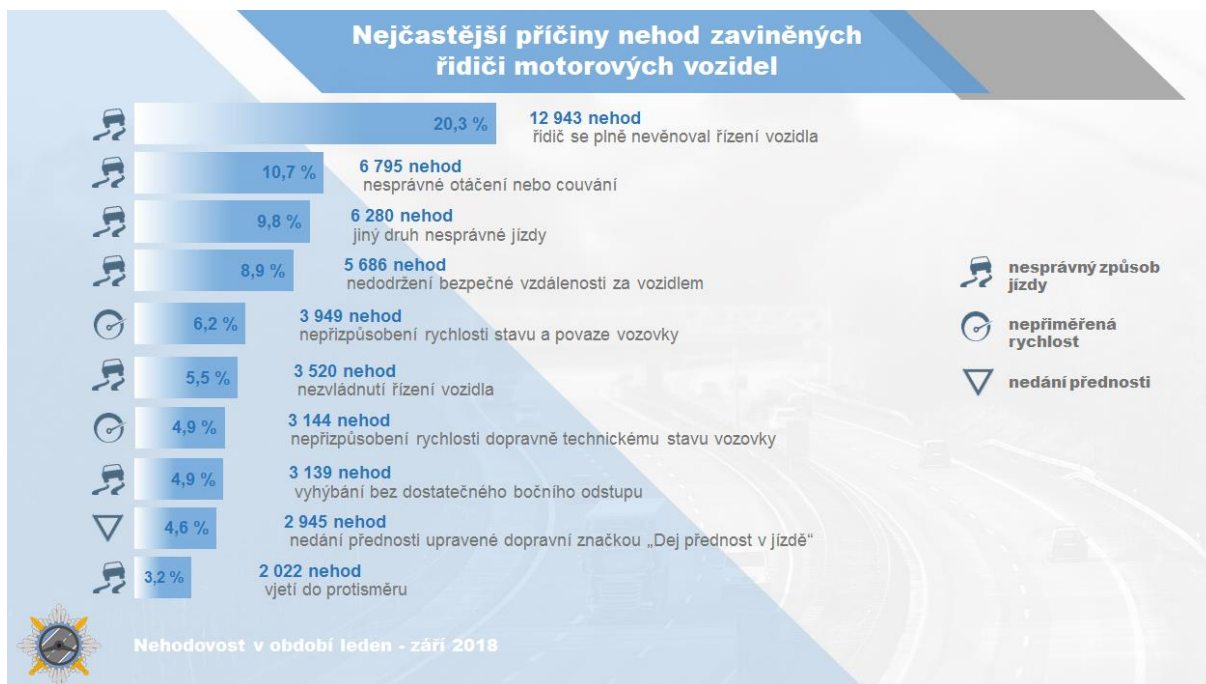 Nejčastější příčiny nehod zaviněných
řidiči motorových vozidel
20,3 %
12 943 nehod
řidič se plně nevěnoval řízení vozidla
10,7 %
6 795 nehod
nesprávné otáčení nebo couvání
9,8 %
6 280 nehod
jiný druh nesprávné jízdy
8,9 %
5 686 nehod
nedodržení bezpečné vzdálenosti za vozidlem
6,2 %
3 949 nehod
nepřizpůsobení rychlosti stavu a povaze vozovky
5,5 %
3 520 nehod
nezvládnutí řízení vozidla
4,9 %
3 144 nehod
nepřizpůsobení rychlosti dopravně technickému stavu vozovky
4,9 %
3 139 nehod
vyhýbání bez dostatečného bočního odstupu
4,6 %
2 945 nehod
nedání přednosti upravené dopravní značkou „Dej přednost v jízdě“
3,2 %
2 022 nehod
vjetí do protisměru
nesprávný způsob
jízdy
nepřiměřená
rychlost
nedání přednosti
Nehodovost v období leden - září 2018